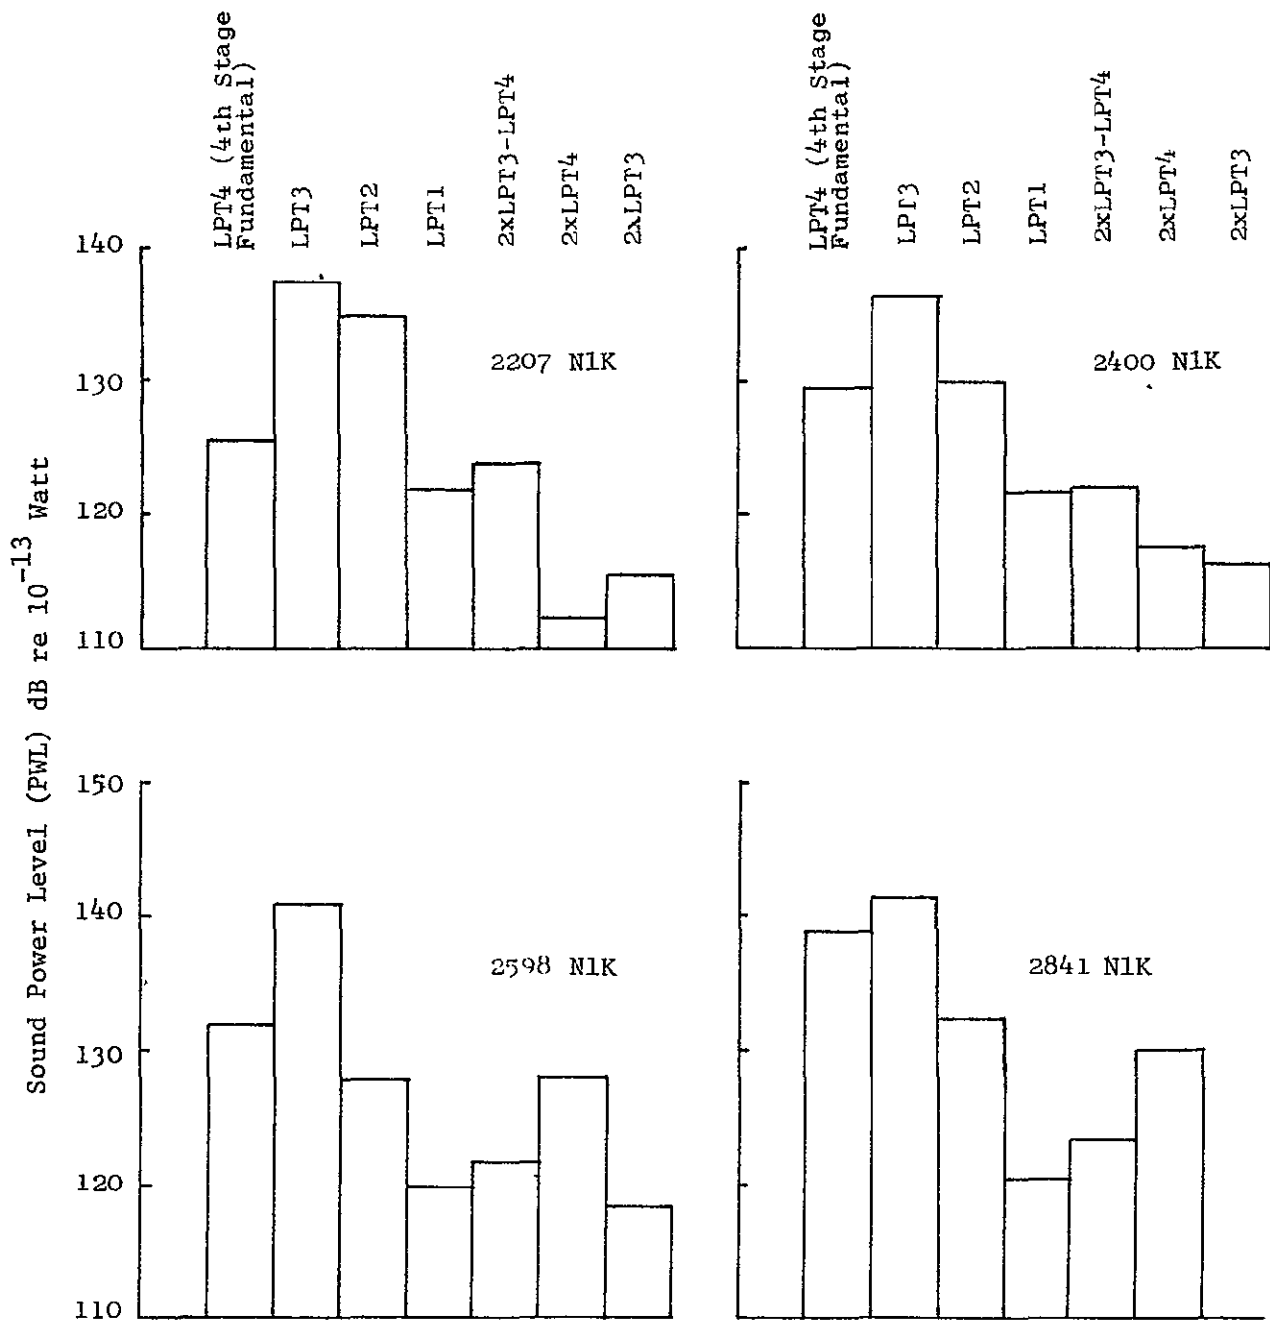 Sound Power Level (PWL) dB re 10⁻¹³ Watt
LPT4 (4th Stage
Fundamental)
LPT3
LPT2
LPT1
2xLPT3-LPT4
2xLPT4
2xLPT3
140
130
120
110
2207 N1K
LPT4 (4th Stage
Fundamental)
LPT3
LPT2
LPT1
2xLPT3-LPT4
2xLPT4
2xLPT3
2400 N1K
150
140
130
120
110
2598 N1K
2841 N1K